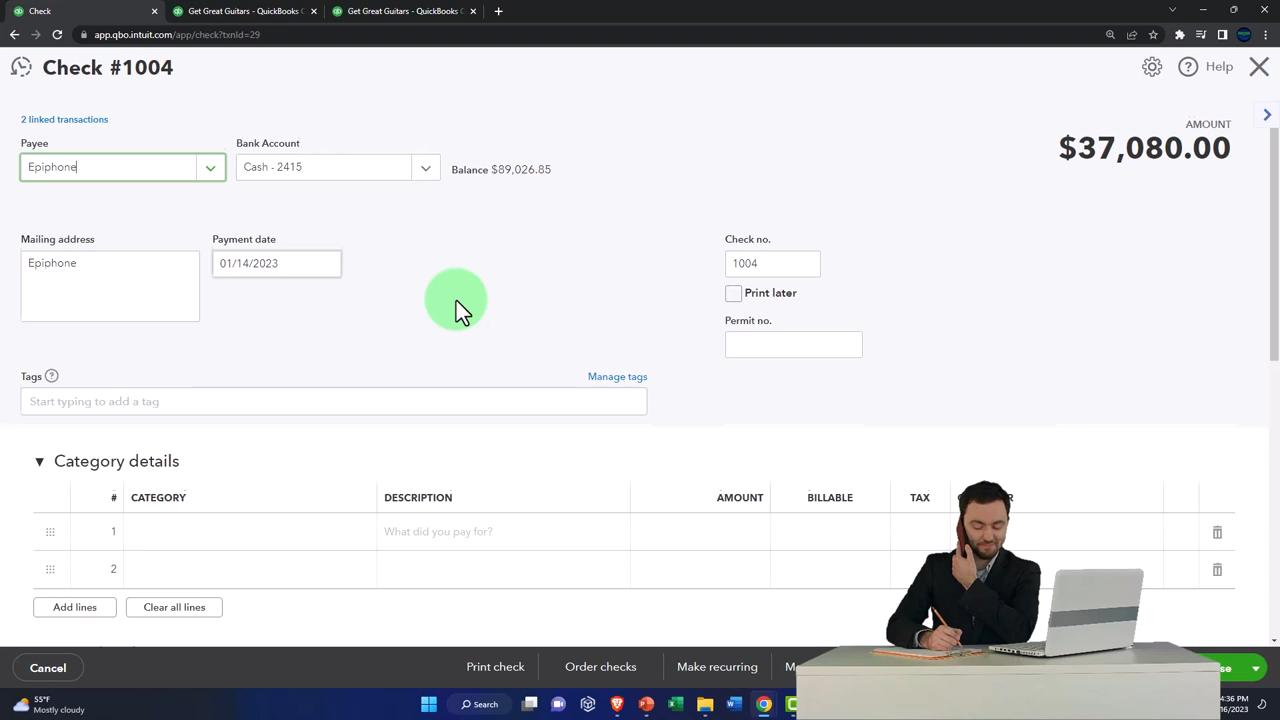 Check
Get Great Guitars - QuickBooks C
Get Great Guitars - QuickBooks C
app.qbo.intuit.com/app/check?txnId=29
Check #1004
Help
2 linked transactions
AMOUNT
$37,080.00
Payee
Bank Account
Epiphone
Cash - 2415
Balance $89,026.85
Mailing address
Payment date
Check no.
Epiphone
01/14/2023
1004
Print later
Permit no.
Tags
Manage tags
Start typing to add a tag
Category details
#
CATEGORY
DESCRIPTION
AMOUNT
BILLABLE
TAX
1
What did you pay for?
2
Add lines
Clear all lines
Cancel
Print check
Order checks
Make recurring
55°F
Mostly cloudy
Search